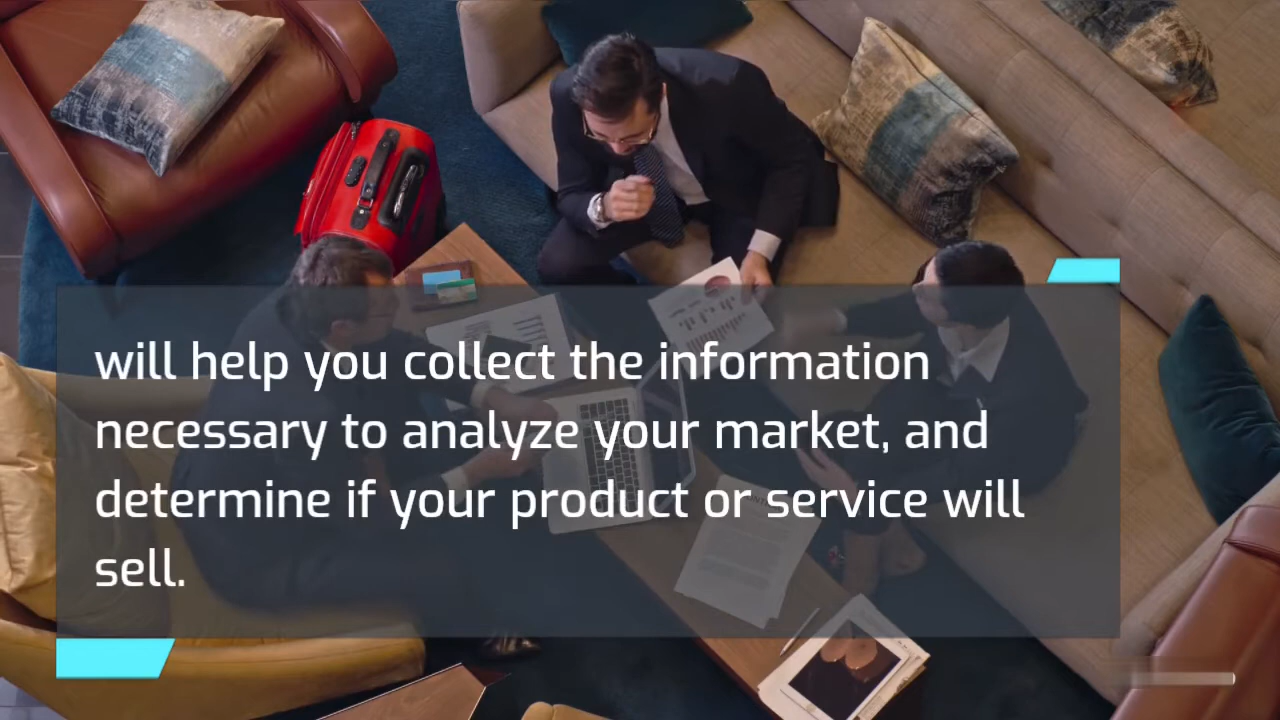 will help you collect the information
necessary to analyze your market, and
determine if your product or service will
sell.